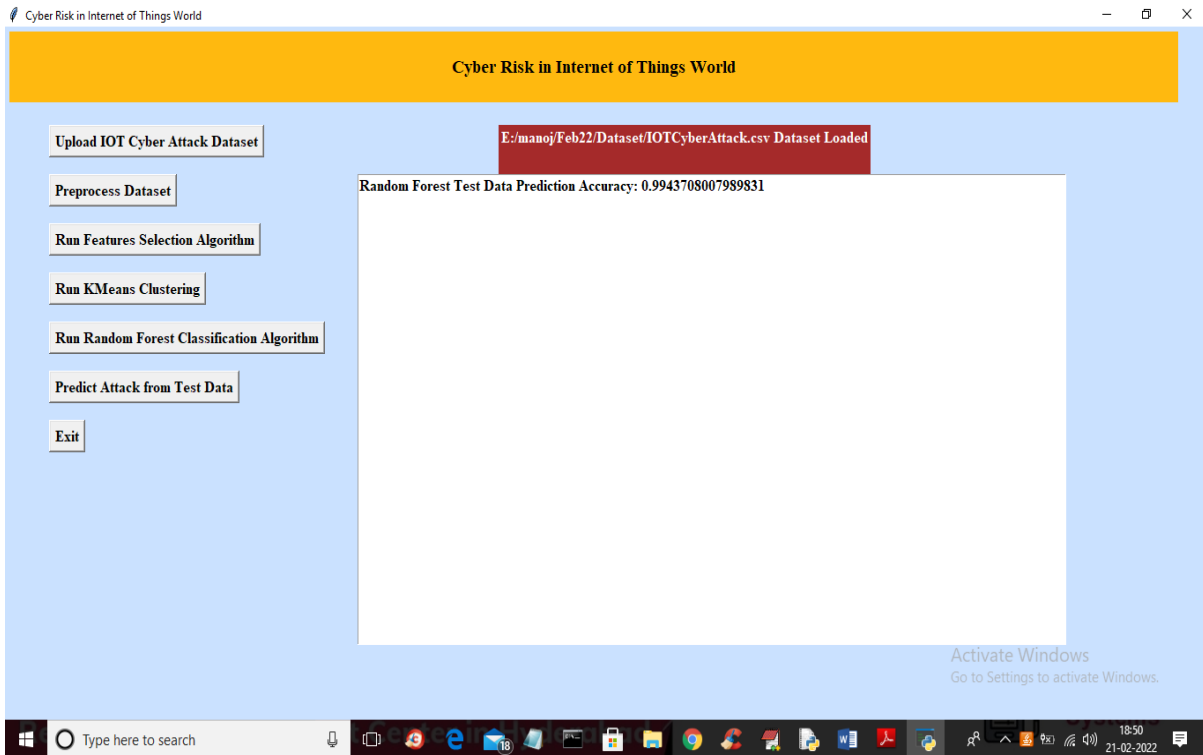 Cyber Risk in Internet of Things World
Cyber Risk in Internet of Things World
Upload IOT Cyber Attack Dataset
E:/manoj/Feb22/Dataset/IOTCyberAttack.csv Dataset Loaded
Preprocess Dataset
Random Forest Test Data Prediction Accuracy: 0.9943708007989831
Run Features Selection Algorithm
Run KMeans Clustering
Run Random Forest Classification Algorithm
Predict Attack from Test Data
Exit
Activate Windows
Go to Settings to activate Windows.
Type here to search
18
18:50
21-02-2022